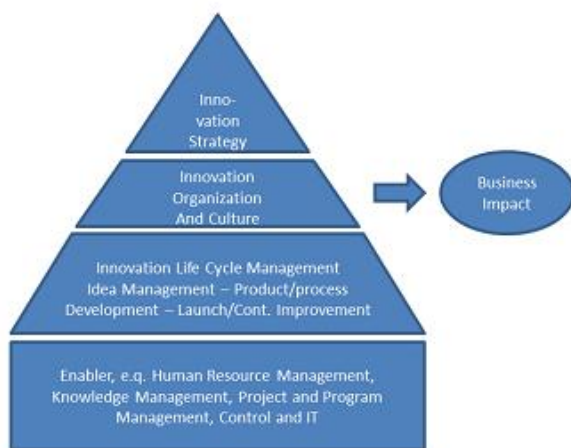 Inno-
vation
Strategy
Innovation
Organization
And Culture
Business
Impact
Innovation Life Cycle Management
Idea Management – Product/process
Development – Launch/Cont. Improvement
Enabler, e.q. Human Resource Management,
Knowledge Management, Project and Program
Management, Control and IT